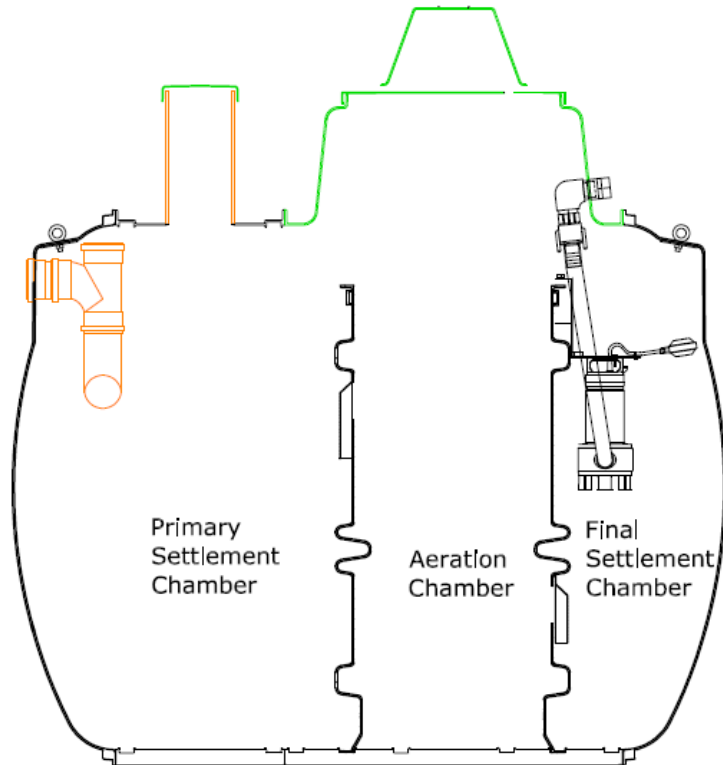 Primary
Settlement
Chamber
Aeration
Chamber
Final
Settlement
Chamber